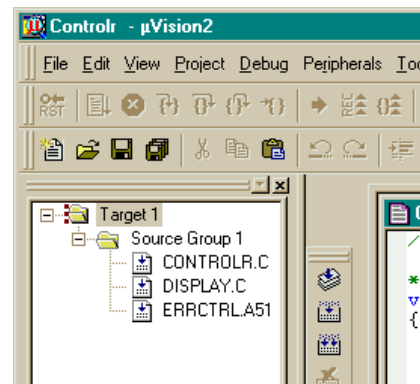 Controlr - µVision2
File Edit View Project Debug Peripherals
RST
Target 1
Source Group 1
CONTROLR.C
DISPLAY.C
ERRCTRL.A51
/
*
v
{